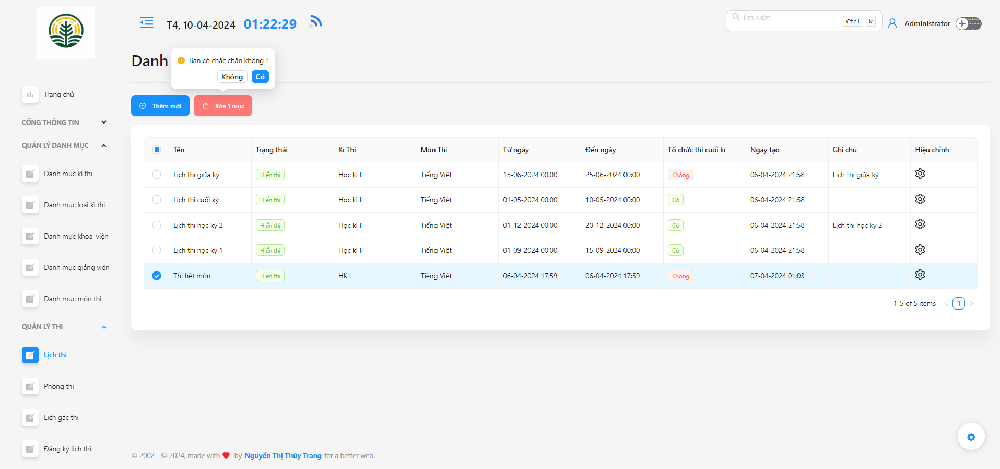 T4, 10-04-2024 01:22:29
Tìm kiếm Ctrl k
Administrator
Danh
Bạn có chắc chắn không ?
Không Có
Thêm mới
Xóa 1 mục
Trang chủ
CỔNG THÔNG TIN
QUẢN LÝ DANH MỤC
Danh mục kì thi
Danh mục loại kì thi
Danh mục khoa, viện
Danh mục giảng viên
Danh mục môn thi
QUẢN LÝ THI
Lịch thi
Phòng thi
Lịch gác thi
Đăng ký lịch thi
Tên Trạng thái Kì Thi Môn Thi Từ ngày Đến ngày Tổ chức thi cuối kì Ngày tạo Ghi chú Hiệu chỉnh
Lịch thi giữa kỳ Hiển thị Học kì II Tiếng Việt 15-06-2024 00:00 25-06-2024 00:00 Không 06-04-2024 21:58 Lịch thi giữa kỳ
Lịch thi cuối kỳ Hiển thị Học kì II Tiếng Việt 01-05-2024 00:00 10-05-2024 00:00 Có 06-04-2024 21:58
Lịch thi học kỳ 2 Hiển thị Học kì II Tiếng Việt 01-12-2024 00:00 20-12-2024 00:00 Có 06-04-2024 21:58 Lịch thi học kỳ 2
Lịch thi học kỳ 1 Hiển thị Học kì II Tiếng Việt 01-09-2024 00:00 15-09-2024 00:00 Có 06-04-2024 21:58
Thi hết môn Hiển thị HK I Tiếng Việt 06-04-2024 17:59 06-04-2024 17:59 Không 07-04-2024 01:03
1-5 of 5 items < 1 >
© 2002 - © 2024, made with ❤ by Nguyễn Thị Thùy Trang for a better web.